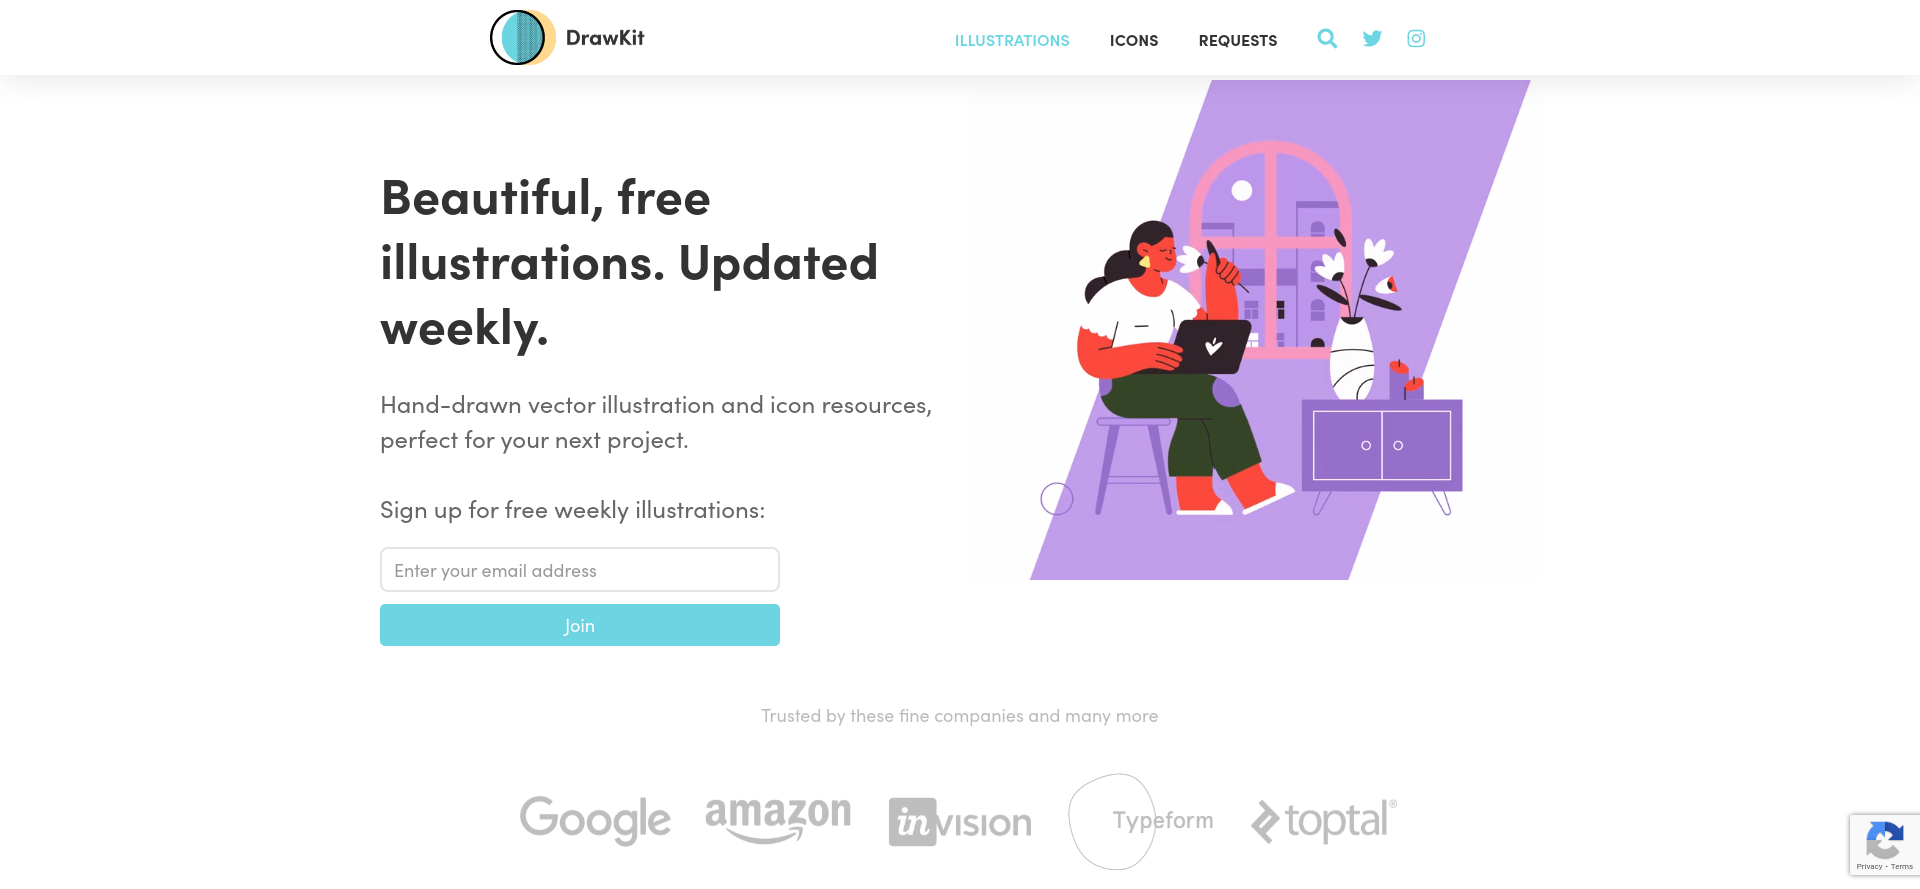 DrawKit
ILLUSTRATIONS
ICONS
REQUESTS
Beautiful, free
illustrations. Updated
weekly.
Hand-drawn vector illustration and icon resources,
perfect for your next project.
Sign up for free weekly illustrations:
Enter your email address
Join
Trusted by these fine companies and many more
Google
amazon
invision
Typeform
toptal®
Privacy - Terms